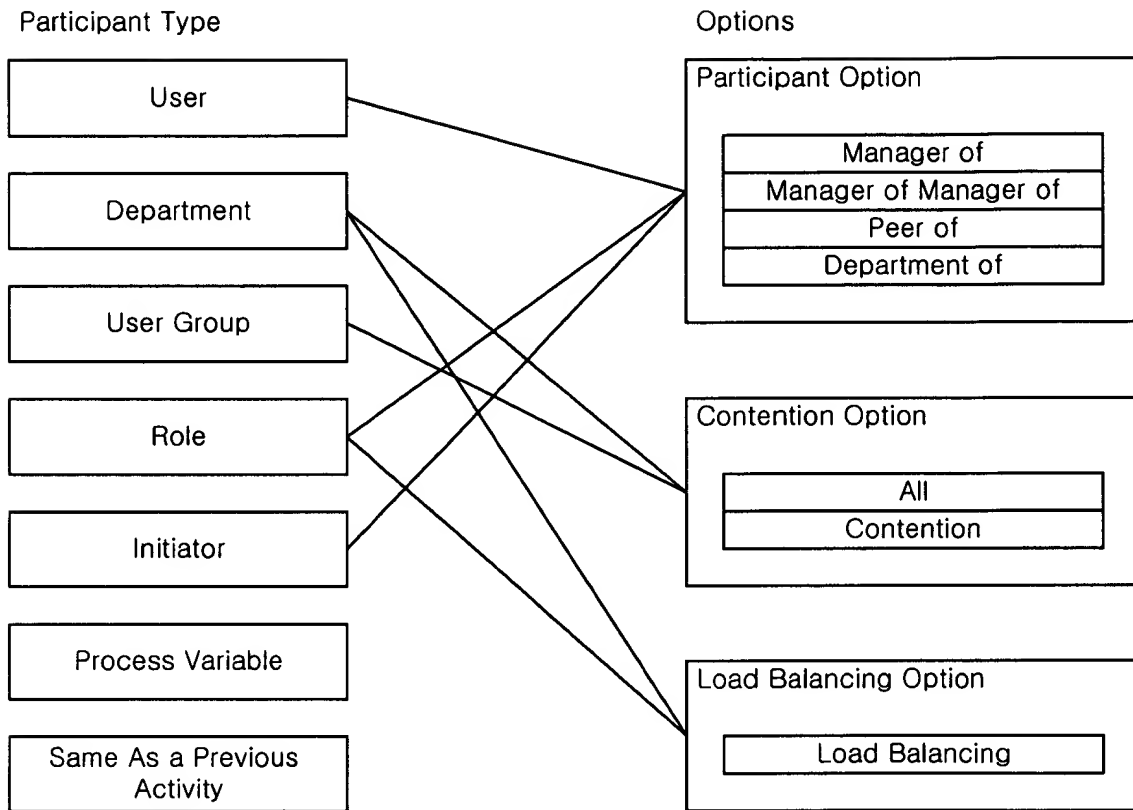 Participant Type
User
Department
User Group
Role
Initiator
Process Variable
Same As a Previous
Activity
Options
Participant Option
Manager of
Manager of Manager of
Peer of
Department of
Contention Option
All
Contention
Load Balancing Option
Load Balancing